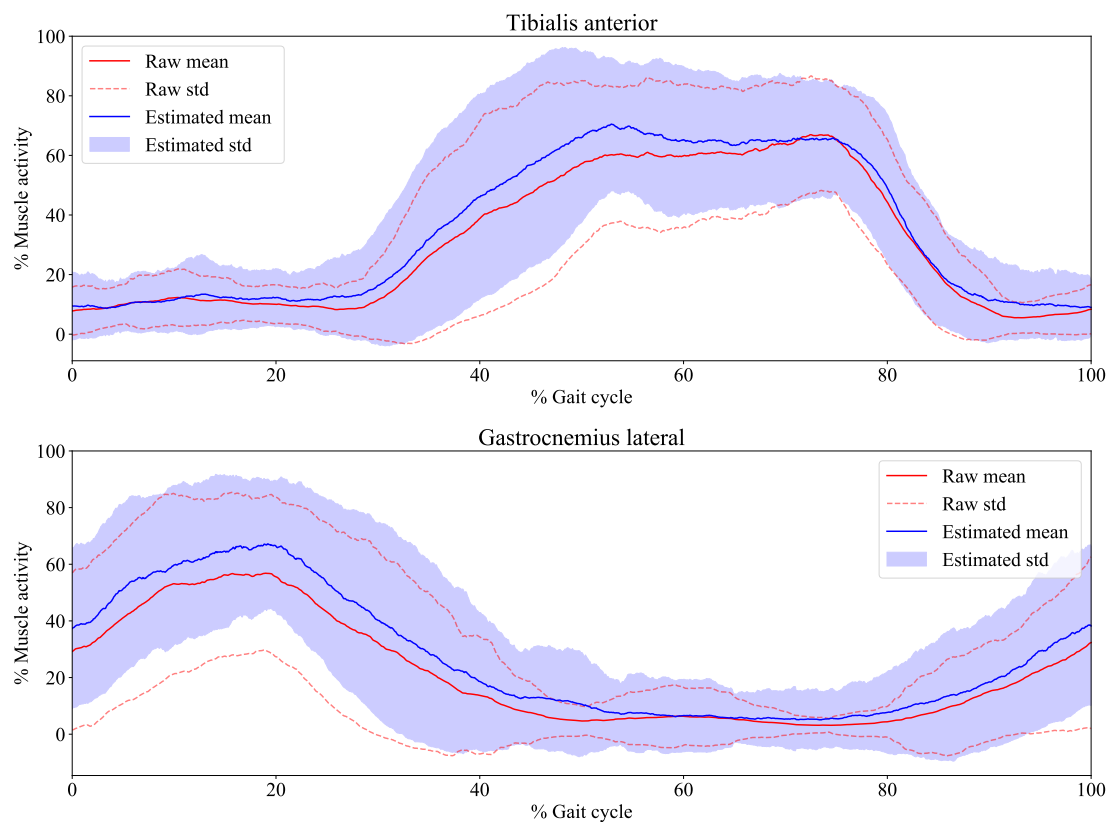 Tibialis anterior
100
80
60
40
20
0
% Muscle activity
Raw mean
Raw std
Estimated mean
Estimated std
0 20 40 60 80 100
% Gait cycle
Gastrocnemius lateral
100
80
60
40
20
0
% Muscle activity
Raw mean
Raw std
Estimated mean
Estimated std
0 20 40 60 80 100
% Gait cycle